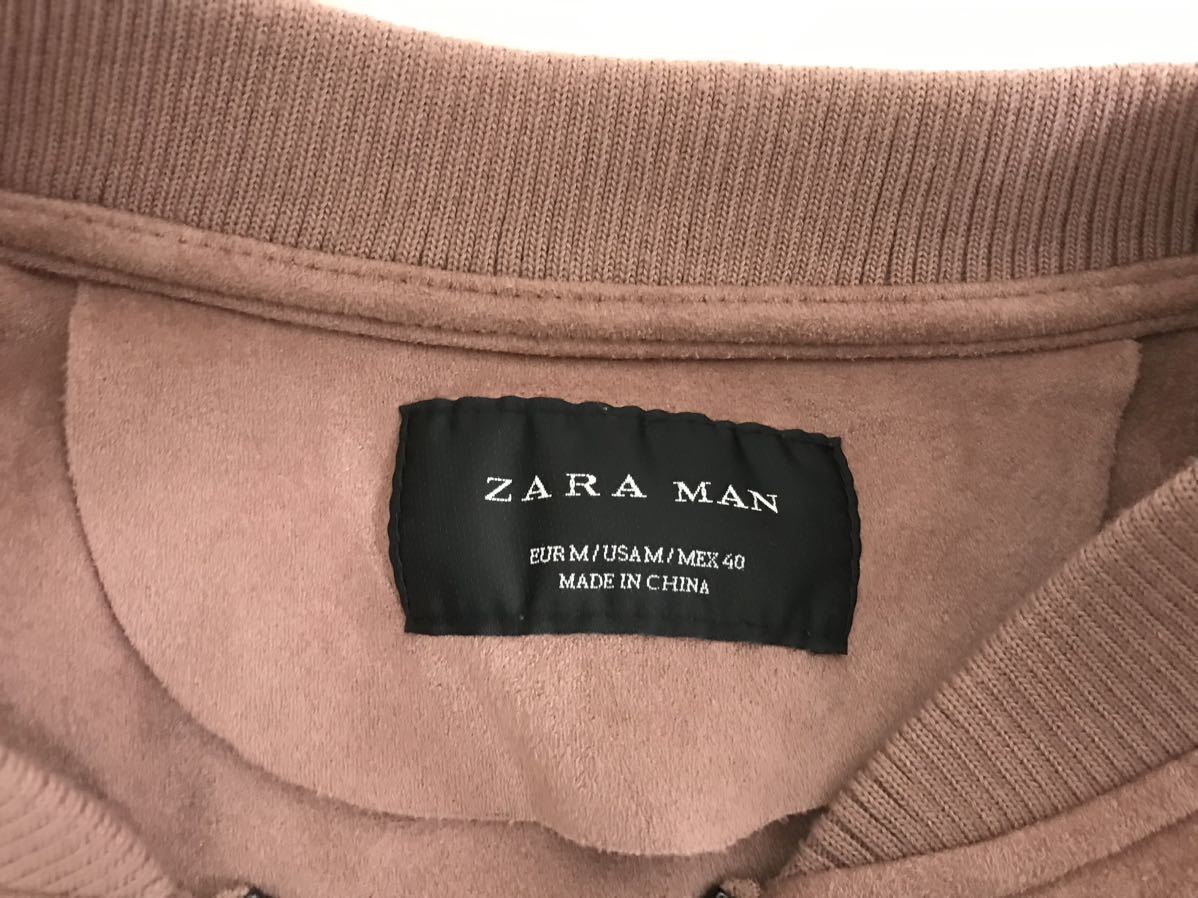 ZARA MAN
EUR M / USA M / MEX 40
MADE IN CHINA